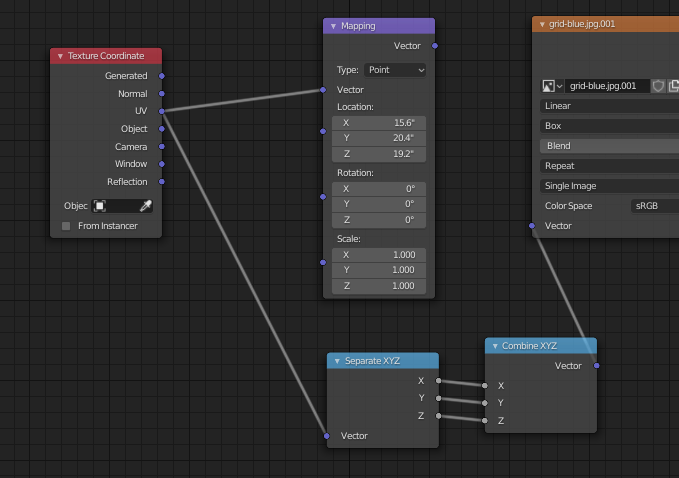 Texture Coordinate
Generated
Normal
UV
Object
Camera
Window
Reflection
Objec
From Instancer
Mapping
Vector
Type: Point
Vector
Location:
X 15.6"
Y 20.4"
Z 19.2"
Rotation:
X 0°
Y 0°
Z 0°
Scale:
X 1.000
Y 1.000
Z 1.000
grid-blue.jpg.001
grid-blue.jpg.001
Linear
Box
Blend
Repeat
Single Image
Color Space sRGB
Vector
Separate XYZ
X
Y
Z
Vector
Combine XYZ
Vector
X
Y
Z